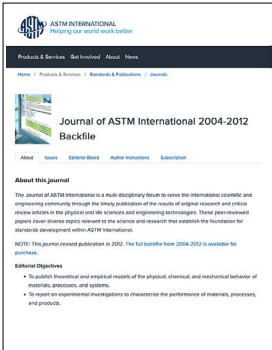 ASTM INTERNATIONAL
Helping our world work better
Products & Services Get Involved About News
Home / Products & Services / Standards & Publications / Journals
Journal of ASTM International 2004-2012
Backfile
About Issues Editorial Board Author Instructions Subscription
About this journal
The Journal of ASTM International is a multi-disciplinary forum to serve the international scientific and
engineering community through the timely publication of the results of original research and critical
review articles in the physical and life sciences and engineering technologies. These peer-reviewed
papers cover diverse topics relevant to the science and research that establish the foundation for
standards development within ASTM International.
NOTE: This journal ceased publication in 2012. The full backfile from 2004-2012 is available for
purchase.
Editorial Objectives
• To publish theoretical and empirical models of the physical, chemical, and mechanical behavior of
materials, processes, and systems.
• To report on experimental investigations to characterize the performance of materials, processes,
and products.